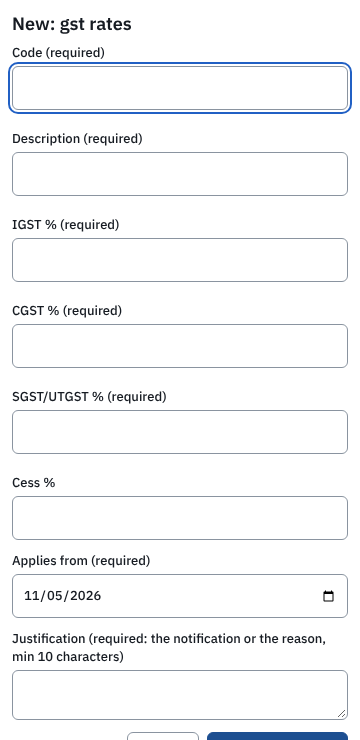 New: gst rates
Code (required)
Description (required)
IGST % (required)
CGST % (required)
SGST/UTGST % (required)
Cess %
Applies from (required)
11/05/2026
Justification (required: the notification or the reason,
min 10 characters)